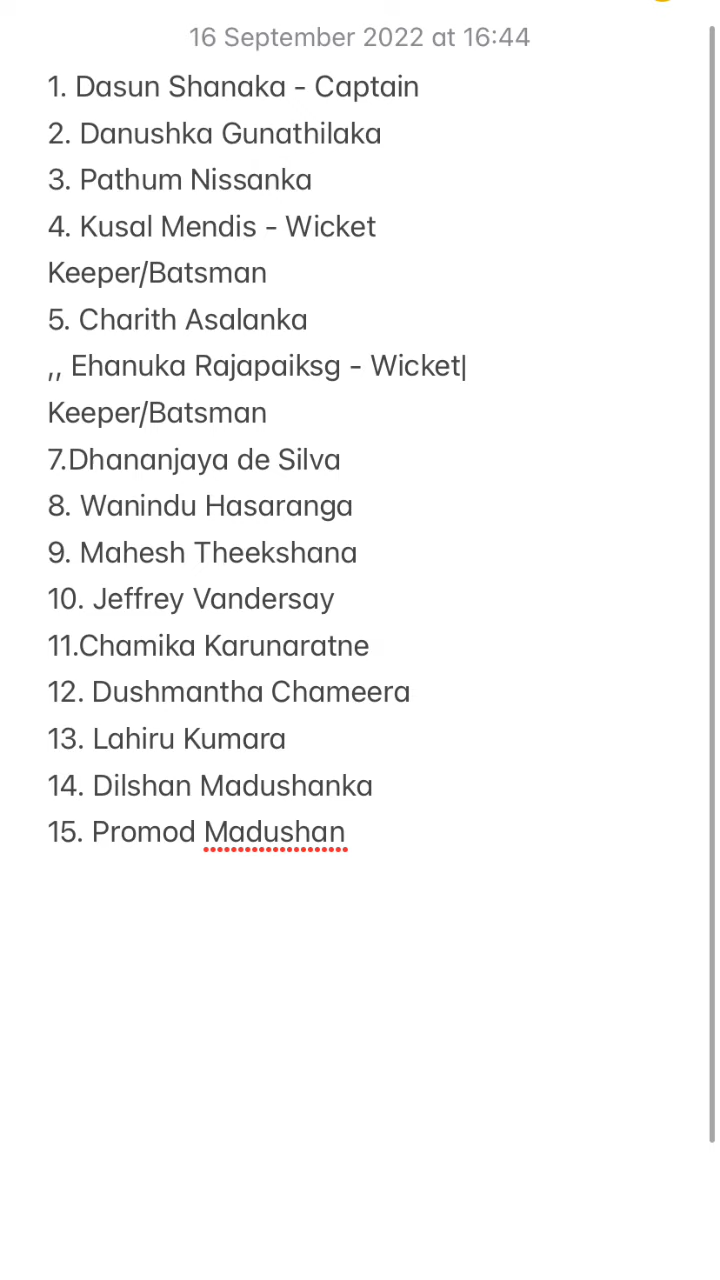 16 September 2022 at 16:44
1. Dasun Shanaka - Captain
2. Danushka Gunathilaka
3. Pathum Nissanka
4. Kusal Mendis - Wicket
Keeper/Batsman
5. Charith Asalanka
,, Ehanuka Rajapaiksg - Wicket|
Keeper/Batsman
7.Dhananjaya de Silva
8. Wanindu Hasaranga
9. Mahesh Theekshana
10. Jeffrey Vandersay
11.Chamika Karunaratne
12. Dushmantha Chameera
13. Lahiru Kumara
14. Dilshan Madushanka
15. Promod Madushan